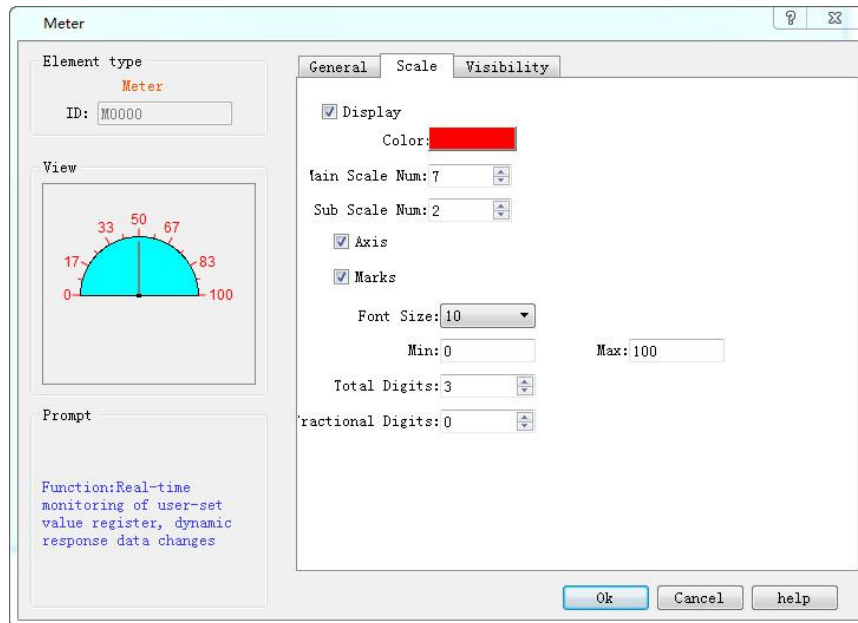 Meter
Element type
Meter
ID: M0000
View
0
17
33
50
67
83
100
Prompt
Function:Real-time
monitoring of user-set
value register, dynamic
response data changes
General
Scale
Visibility
Display
Color:
Main Scale Num: 7
Sub Scale Num: 2
Axis
Marks
Font Size: 10
Min: 0
Max: 100
Total Digits: 3
ractional Digits: 0
Ok
Cancel
help